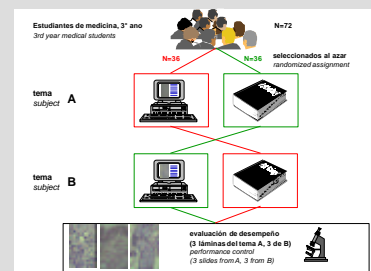 Estudiantes de medicina, 3° ano
3rd year medical students
N=72
N=36
N=36
seleccionados al azar
randomized assignment
tema
subject
A
tema
subject
B
evaluación de desempeño
(3 láminas del tema A, 3 de B)
performance control
(3 slides from A, 3 from B)